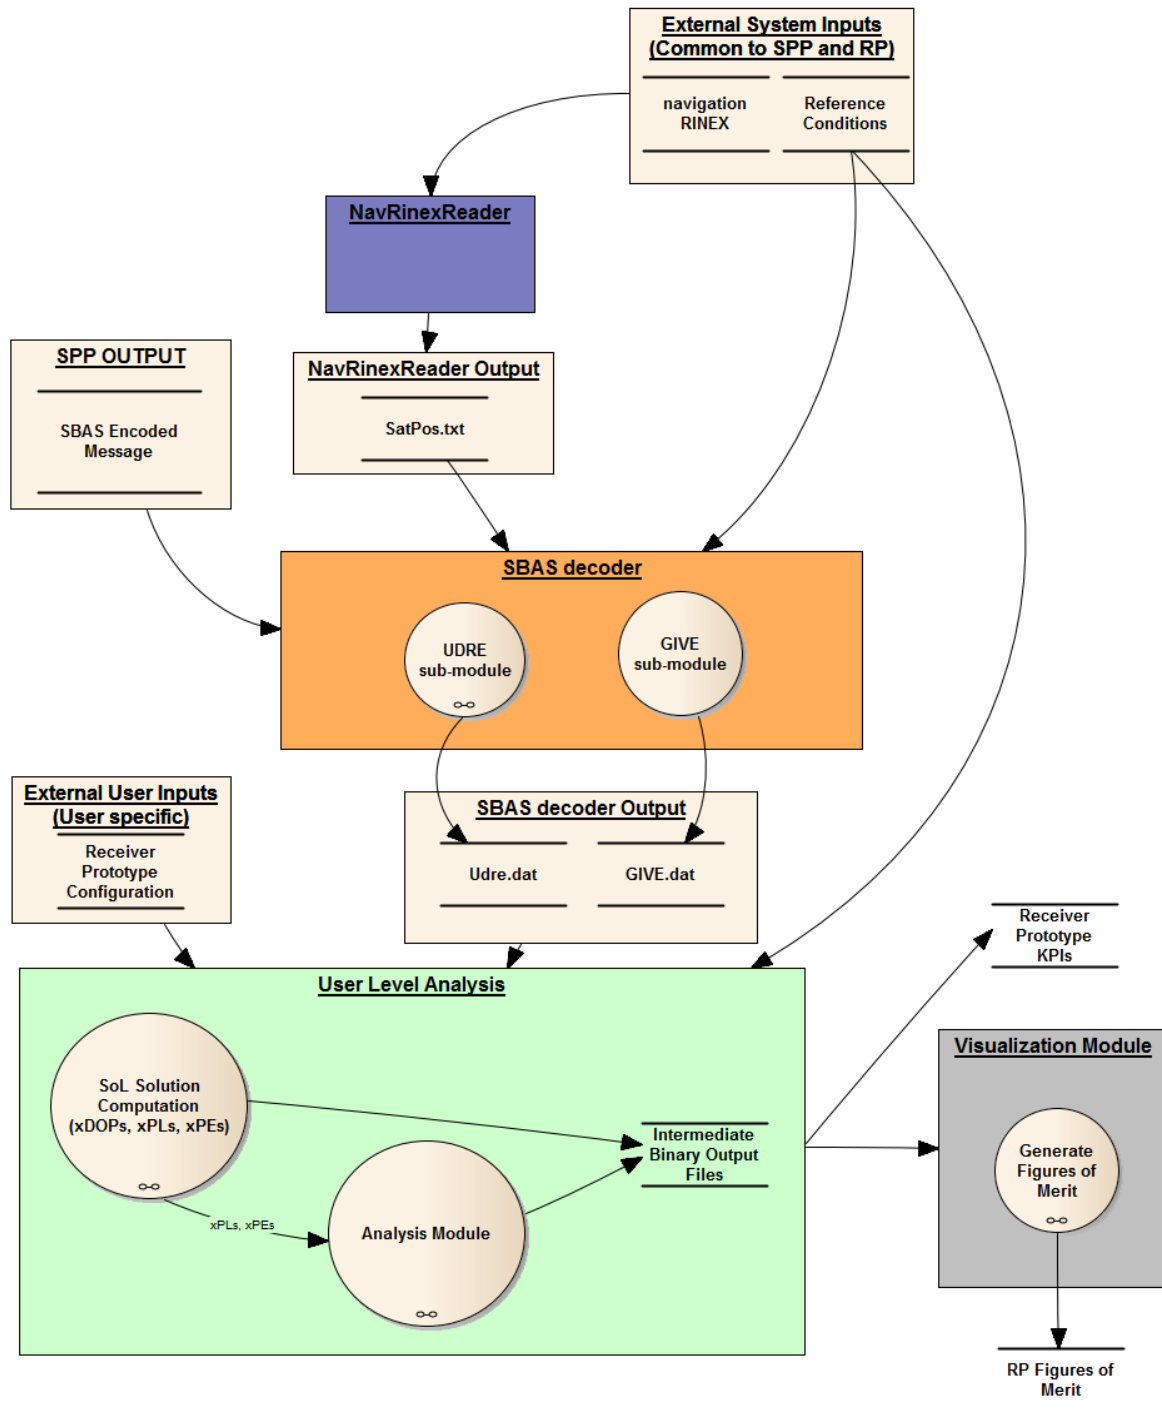 External System Inputs
(Common to SPP and RP)
navigation
RINEX
Reference
Conditions
NavRinexReader
SPP OUTPUT
SBAS Encoded
Message
NavRinexReader Output
SatPos.txt
SBAS decoder
UDRE
sub-module
GIVE
sub-module
External User Inputs
(User specific)
Receiver
Prototype
Configuration
SBAS decoder Output
Udre.dat
GIVE.dat
Receiver
Prototype
KPIs
User Level Analysis
SoL Solution
Computation
(xDOPs, xPLs, xPEs)
xPLs, xPEs
Analysis Module
Intermediate
Binary Output
Files
Visualization Module
Generate
Figures of
Merit
RP Figures of
Merit